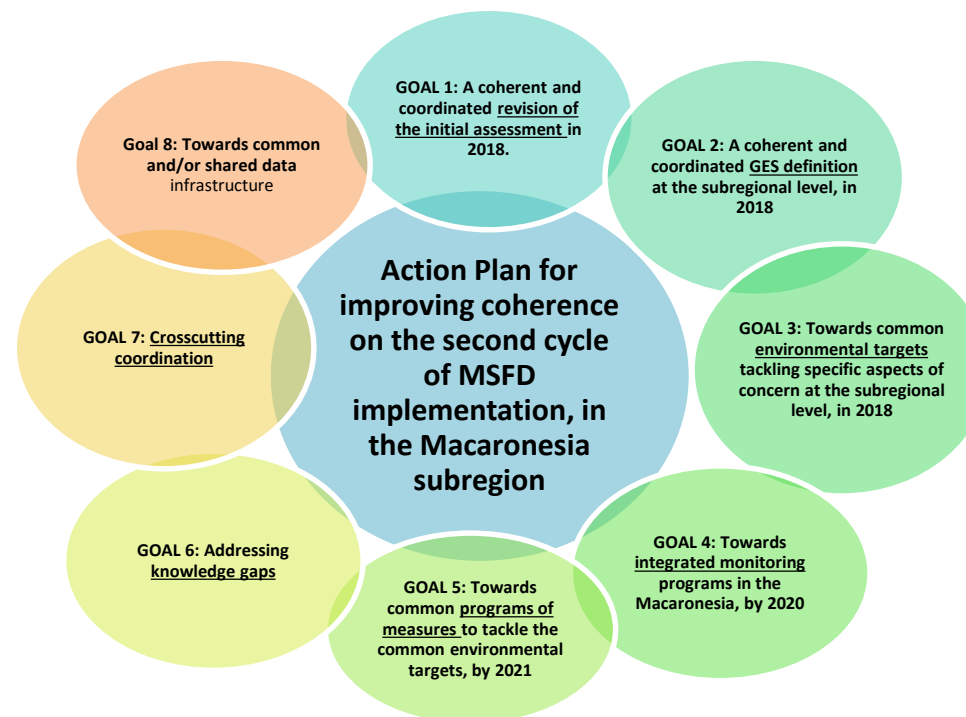 GOAL 1: A coherent and
coordinated revision of
the initial assessment in
2018.
GOAL 2: A coherent and
coordinated GES definition
at the subregional level, in
2018
GOAL 3: Towards common
environmental targets
tackling specific aspects of
concern at the subregional
level, in 2018
GOAL 4: Towards
integrated monitoring
programs in the
Macaronesia, by 2020
GOAL 5: Towards
common programs of
measures to tackle the
common environmental
targets, by 2021
GOAL 6: Addressing
knowledge gaps
GOAL 7: Crosscutting
coordination
Goal 8: Towards common
and/or shared data
infrastructure
Action Plan for
improving coherence
on the second cycle
of MSFD
implementation, in
the Macaronesia
subregion